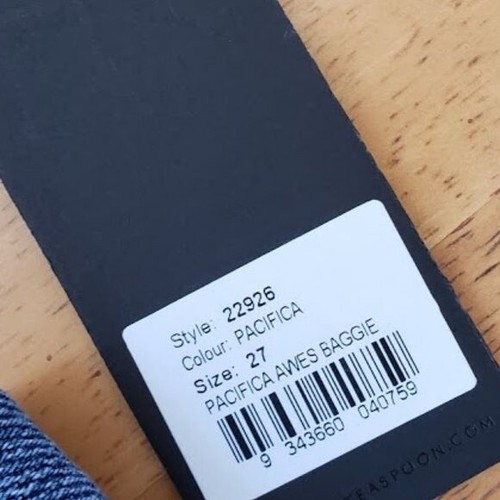 Style: 22926
Colour: PACIFICA
Size: 27
PACIFICA AWES BAGGIE
9 343660 040759